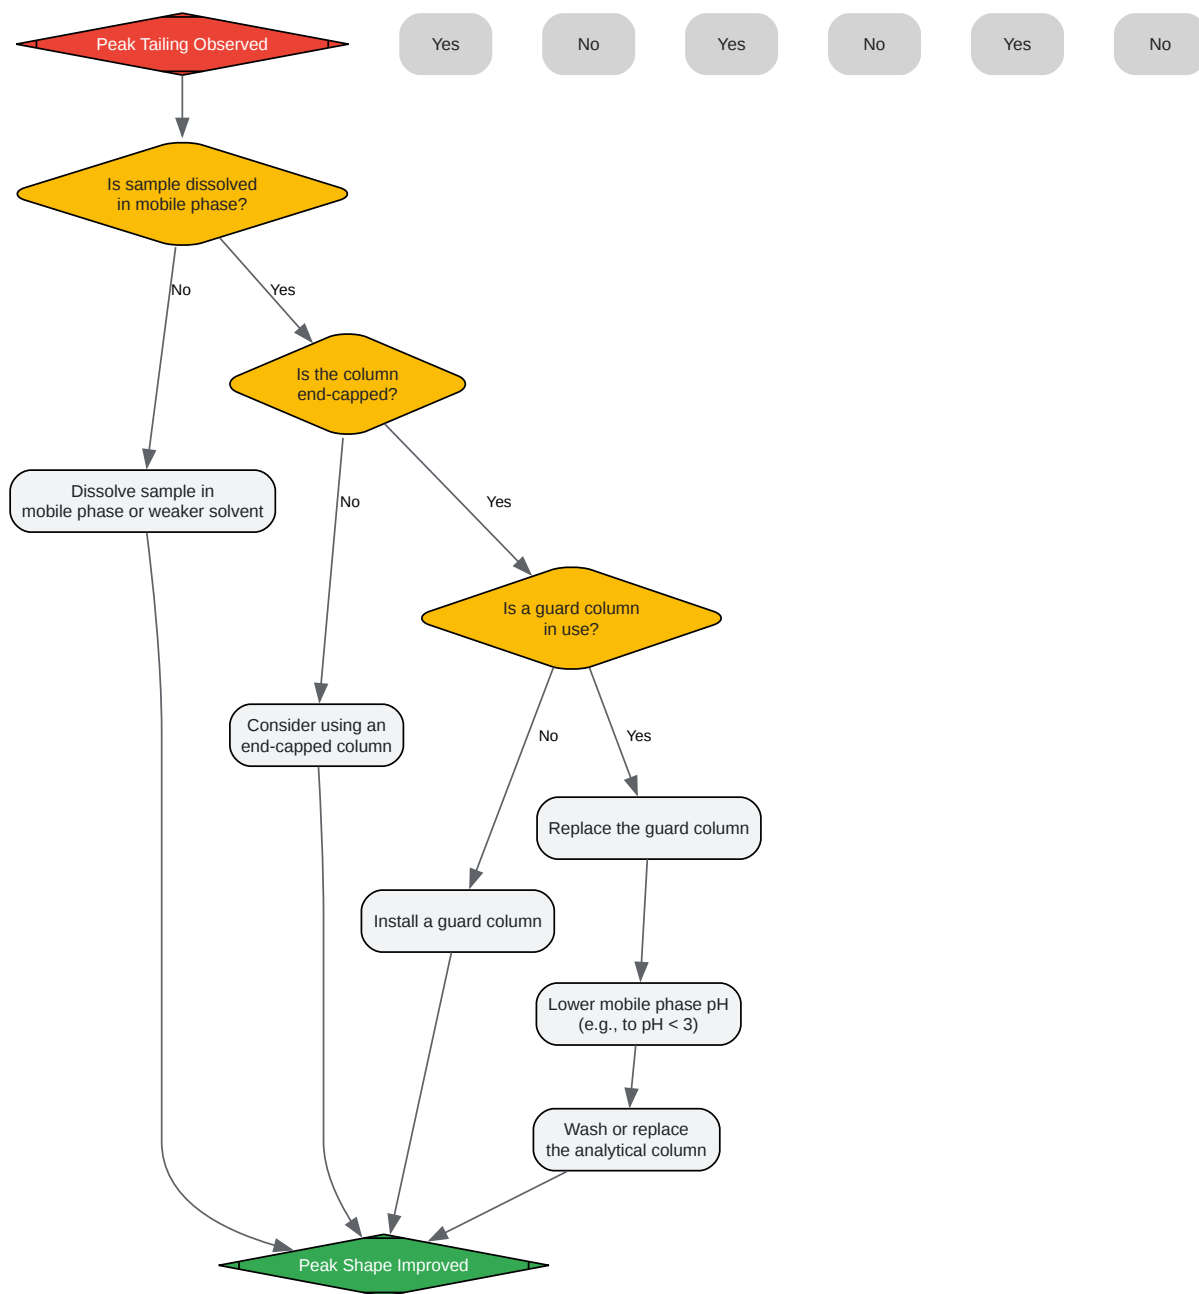 Peak Tailing Observed
Yes
No
Yes
No
Yes
No
Is sample dissolved
in mobile phase?
No
Yes
Is the column
end-capped?
Dissolve sample in
mobile phase or weaker solvent
No
Yes
Is a guard column
in use?
Consider using an
end-capped column
No
Yes
Replace the guard column
Install a guard column
Lower mobile phase pH
(e.g., to pH < 3)
Wash or replace
the analytical column
Peak Shape Improved